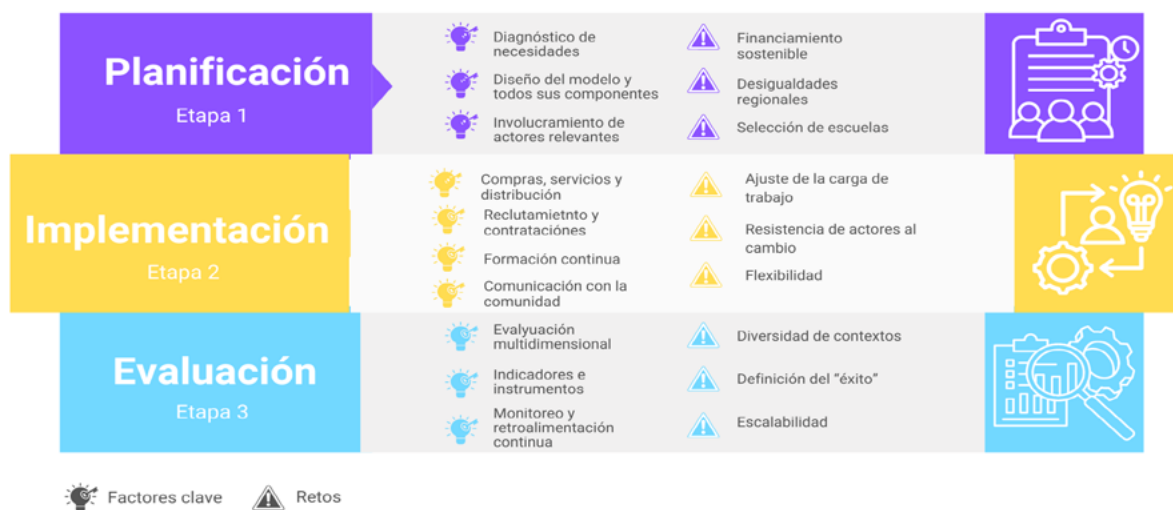 Planificación
Etapa 1
Diagnóstico de
necesidades
Diseño del modelo y
todos sus componentes
Involucramiento de
actores relevantes
Financiamiento
sostenible
Desigualdades
regionales
Selección de escuelas
Implementación
Etapa 2
Compras, servicios y
distribución
Reclutamietnto y
contrataciónes
Formación continua
Comunicación con la
comunidad
Ajuste de la carga de
trabajo
Resistencia de actores al
cambio
Flexibilidad
Evaluación
Etapa 3
Evalyuación
multidimensional
Indicadores e
instrumentos
Monitoreo y
retroalimentación
continua
Diversidad de contextos
Definición del "éxito"
Escalabilidad
Factores clave
Retos